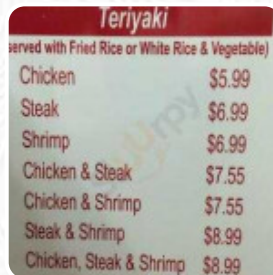 Teriyaki
served with Fried Rice or White Rice & Vegetable)
Chicken $5.99
Steak $6.99
Shrimp $6.99
Chicken & Steak $7.55
Chicken & Shrimp $7.55
Steak & Shrimp $8.99
Chicken, Steak & Shrimp $8.99